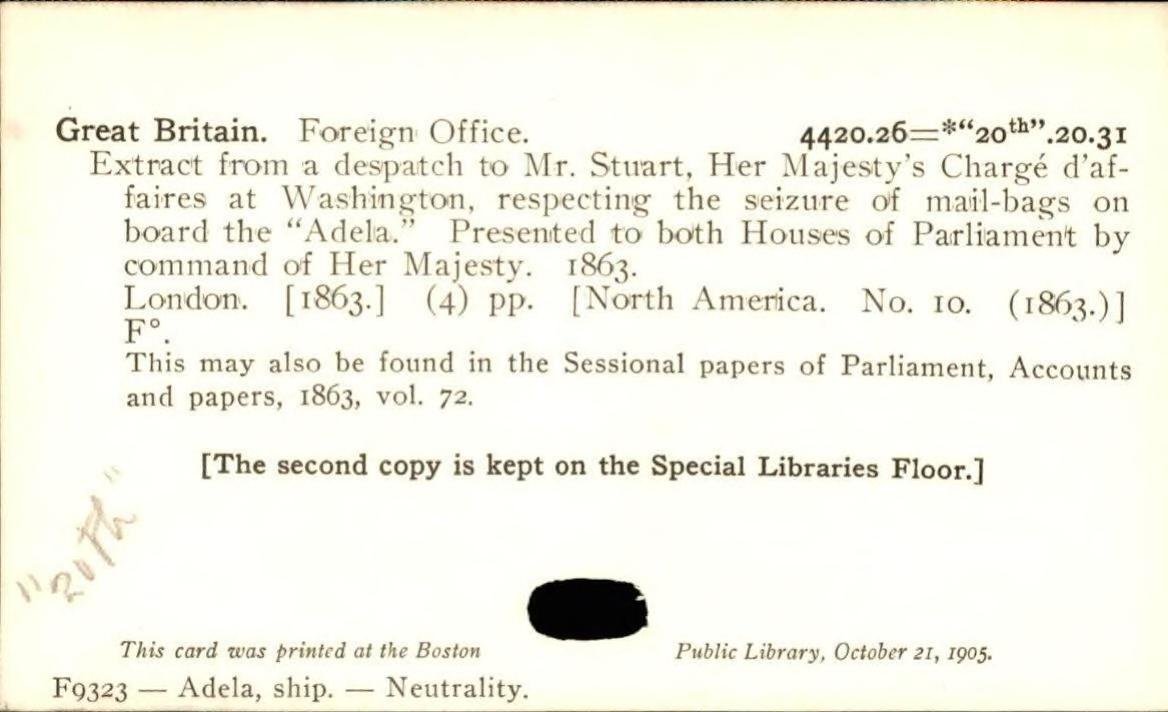 Great Britain. Foreign Office. 4420.26=*“20th”.20.31
Extract from a despatch to Mr. Stuart, Her Majesty's Chargé d'af-
faires at Washington, respecting the seizure of mail-bags on
board the “Adela.” Presented to both Houses of Parliament by
command of Her Majesty. 1863.
London. [1863.] (4) pp. [North America. No. 10. (1863.)]
F°.
This may also be found in the Sessional papers of Parliament, Accounts
and papers, 1863, vol. 72.
[The second copy is kept on the Special Libraries Floor.]
"20th"
This card was printed at the Boston Public Library, October 21, 1905.
F9323 — Adela, ship. — Neutrality.